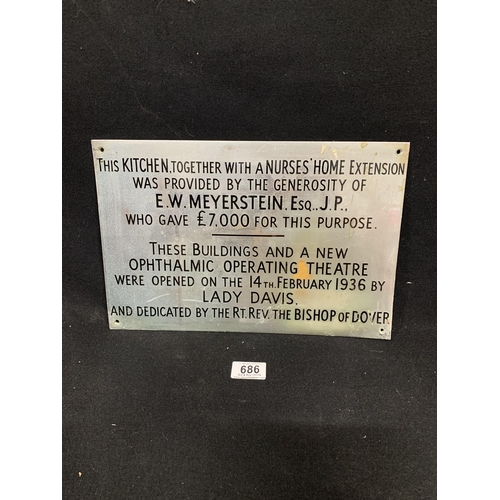 THIS KITCHEN, TOGETHER WITH A NURSES' HOME EXTENSION
WAS PROVIDED BY THE GENEROSITY OF
E.W. MEYERSTEIN. ESQ., J.P.,
WHO GAVE £7,000 FOR THIS PURPOSE.
THESE BUILDINGS AND A NEW
OPHTHALMIC OPERATING THEATRE
WERE OPENED ON THE 14TH. FEBRUARY 1936 BY
LADY DAVIS.
AND DEDICATED BY THE RT. REV. THE BISHOP OF DOVER
686